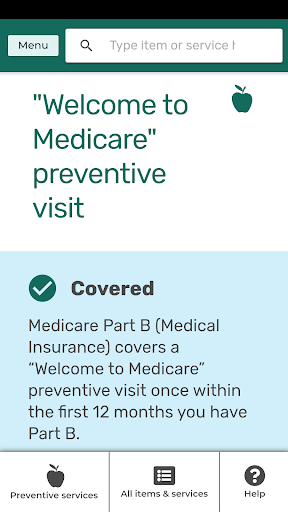 Menu
Type item or service h
"Welcome to
Medicare"
preventive
visit
Covered
Medicare Part B (Medical
Insurance) covers a
“Welcome to Medicare”
preventive visit once within
the first 12 months you have
Part B.
Preventive services
All items & services
Help